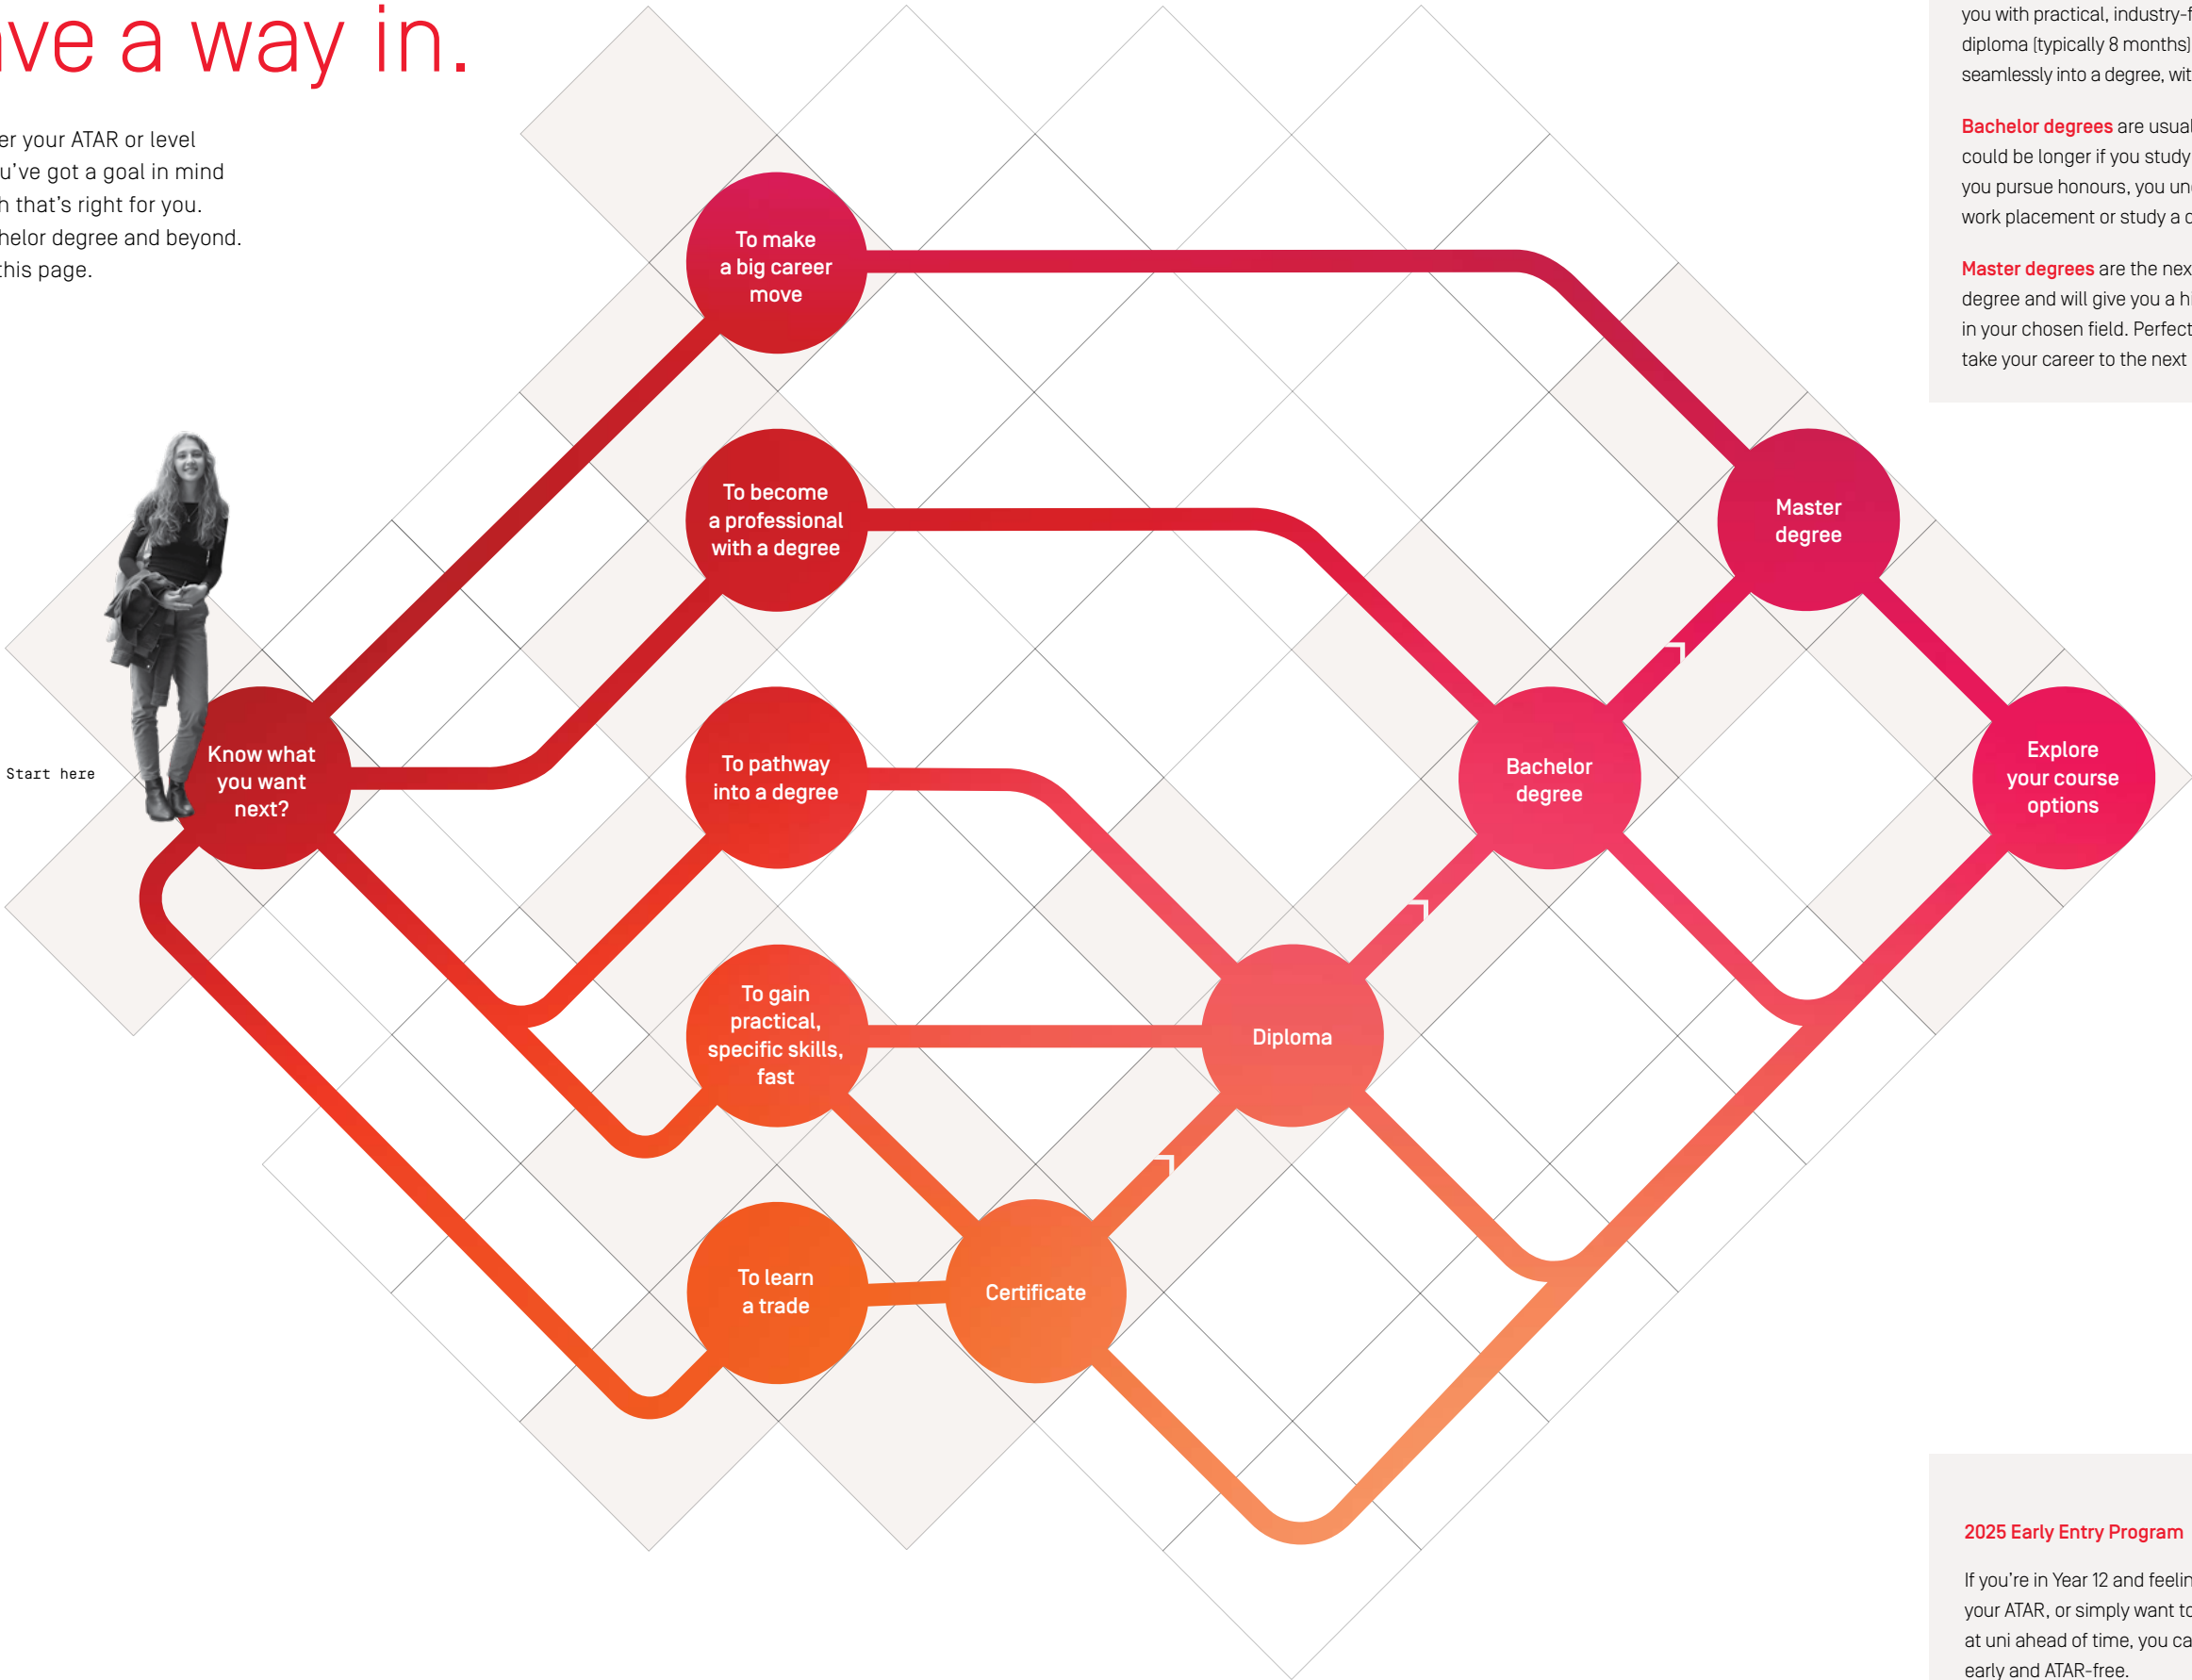 ve a way in.
er your ATAR or level
u've got a goal in mind
h that's right for you.
helor degree and beyond.
this page.
you with practical, industry-f
diploma (typically 8 months)
seamlessly into a degree, wit
Bachelor degrees are usual
could be longer if you study
you pursue honours, you un
work placement or study a
Master degrees are the nex
degree and will give you a hi
in your chosen field. Perfect
take your career to the next
Start here
Know what
you want
next?
To make
a big career
move
To become
a professional
with a degree
To pathway
into a degree
To gain
practical,
specific skills,
fast
To learn
a trade
Certificate
Diploma
Bachelor
degree
Master
degree
Explore
your course
options
2025 Early Entry Program
If you're in Year 12 and feelin
your ATAR, or simply want to
at uni ahead of time, you ca
early and ATAR-free.